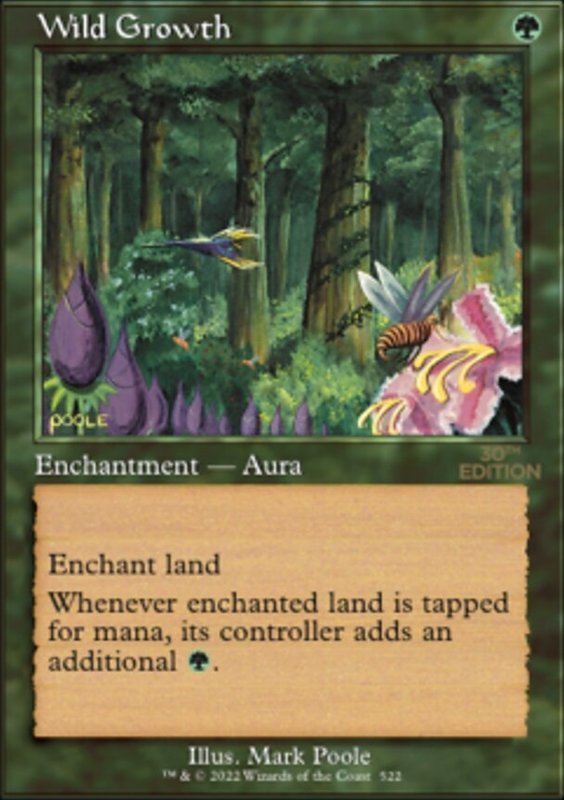 Wild Growth
POOLE
Enchantment — Aura
30TH
EDITION
Enchant land
Whenever enchanted land is tapped
for mana, its controller adds an
additional .
Illus. Mark Poole
™ & © 2022 Wizards of the Coast 522